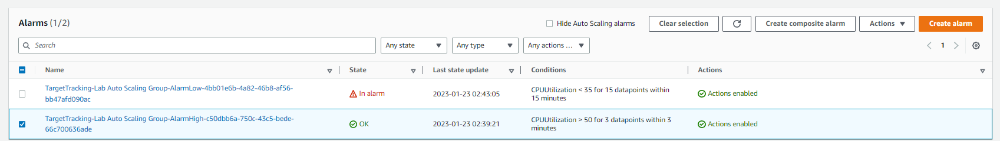 Alarms (1/2)
Hide Auto Scaling alarms
Clear selection
Create composite alarm
Actions
Create alarm
Search
Any state
Any type
Any actions ...
1
Name
State
Last state update
Conditions
Actions
TargetTracking-Lab Auto Scaling Group-AlarmLow-4bb01e6b-4a82-46b8-af56-
bb47afd090ac
In alarm
2023-01-23 02:43:05
CPUUtilization < 35 for 15 datapoints within
15 minutes
Actions enabled
TargetTracking-Lab Auto Scaling Group-AlarmHigh-c50dbb6a-750c-43c5-bede-
66c700636ade
OK
2023-01-23 02:39:21
CPUUtilization > 50 for 3 datapoints within 3
minutes
Actions enabled